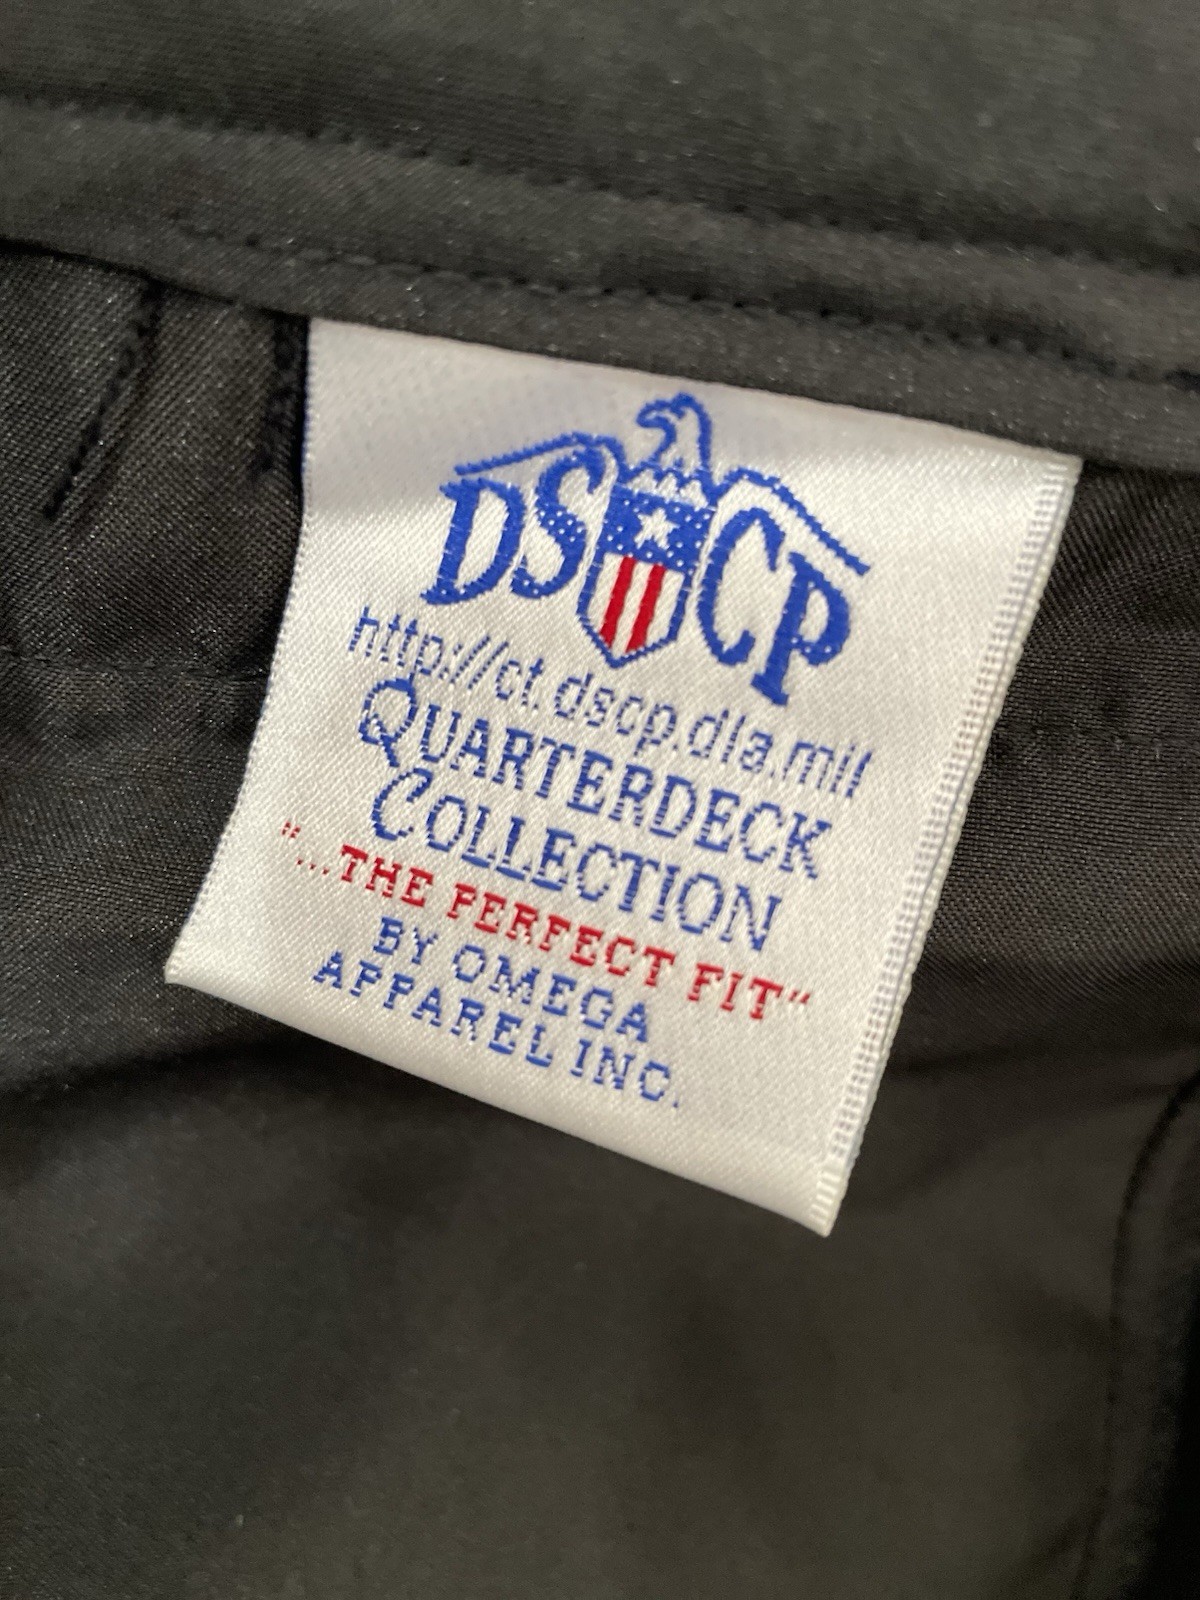 DSCP
http://ct.dscp.dla.mil
QUARTERDECK
COLLECTION
"...THE PERFECT FIT"
BY OMEGA
APPAREL INC.